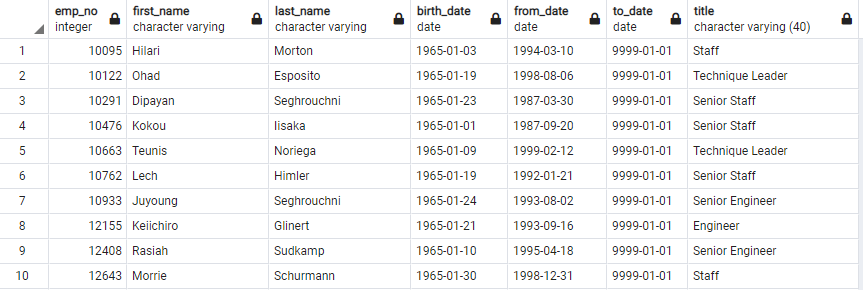 emp_no first_name last_name birth_date from_date to_date title
integer character varying character varying date date date character varying (40)
1 10095 Hilari Morton 1965-01-03 1994-03-10 9999-01-01 Staff
2 10122 Ohad Esposito 1965-01-19 1998-08-06 9999-01-01 Technique Leader
3 10291 Dipayan Seghrouchni 1965-01-23 1987-03-30 9999-01-01 Senior Staff
4 10476 Kokou Iisaka 1965-01-01 1987-09-20 9999-01-01 Senior Staff
5 10663 Teunis Noriega 1965-01-09 1999-02-12 9999-01-01 Technique Leader
6 10762 Lech Himler 1965-01-19 1992-01-21 9999-01-01 Senior Staff
7 10933 Juyoung Seghrouchni 1965-01-24 1993-08-02 9999-01-01 Senior Engineer
8 12155 Keiichiro Glinert 1965-01-21 1993-09-16 9999-01-01 Engineer
9 12408 Rasiah Sudkamp 1965-01-10 1995-04-18 9999-01-01 Senior Engineer
10 12643 Morrie Schurmann 1965-01-30 1998-12-31 9999-01-01 Staff